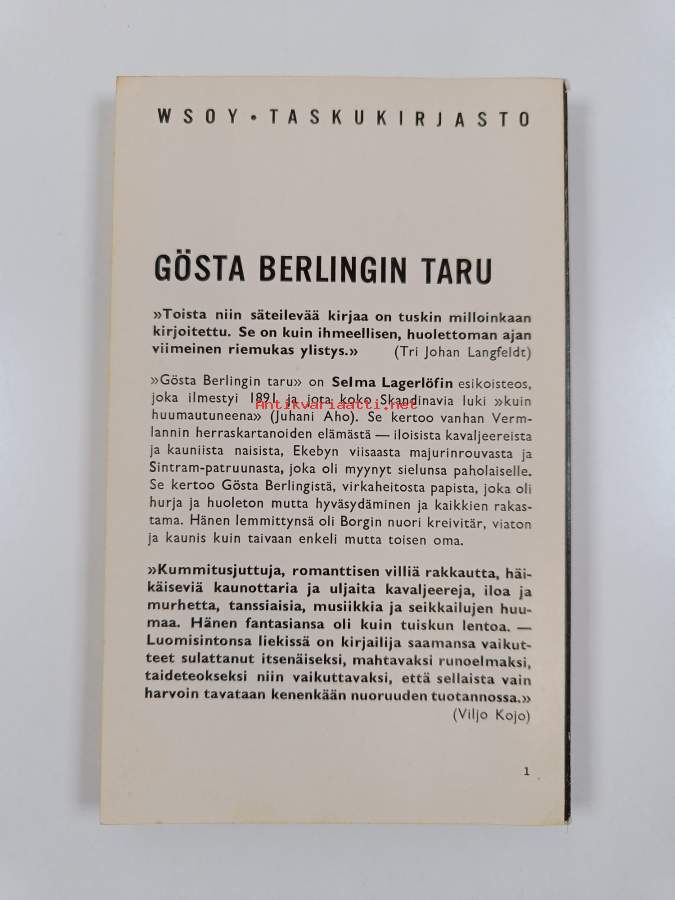 WSOY • TASKUKIRJASTO
GÖSTA BERLINGIN TARU
»Toista niin säteilevää kirjaa on tuskin milloinkaan
kirjoitettu. Se on kuin ihmeellisen, huolettoman ajan
viimeinen riemukas ylistys.» (Tri Johan Langfeldt)
»Gösta Berlingin taru» on Selma Lagerlöfin esikoisteos,
joka ilmestyi 1891 ja jota koko Skandinavia luki »kuin
Antikvariaatti.net
huumautuneena» (Juhani Aho). Se kertoo vanhan Verm-
lannin herraskartanoiden elämästä — iloisista kavaljeereista
ja kauniista naisista, Ekebyn viisaasta majurinrouvasta ja
Sintram-patruunasta, joka oli myynyt sielunsa paholaiselle.
Se kertoo Gösta Berlingistä, virkaheitosta papista, joka oli
hurja ja huoleton mutta hyväsydäminen ja kaikkien rakas-
tama. Hänen lemmittynsä oli Borgin nuori kreivitär, viaton
ja kaunis kuin taivaan enkeli mutta toisen oma.
»Kummitusjuttuja, romanttisen villiä rakkautta, häi-
käiseviä kaunottaria ja uljaita kavaljeereja, iloa ja
murhetta, tanssiaisia, musiikkia ja seikkailujen huu-
maa. Hänen fantasiansa oli kuin tuiskun lentoa. —
Luomisintonsa liekissä on kirjailija saamansa vaikut-
teet sulattanut itsenäiseksi, mahtavaksi runoelmaksi,
taideteokseksi niin vaikuttavaksi, että sellaista vain
harvoin tavataan kenenkään nuoruuden tuotannossa.»
(Viljo Kojo)
1